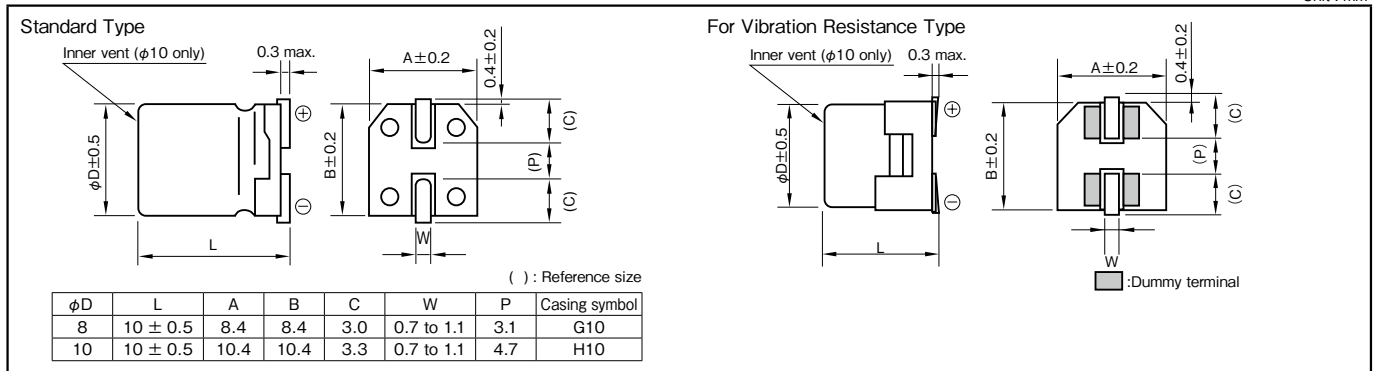 Standard Type
Inner vent (φ10 only)
0.3 max.
A±0.2
0.4±0.2
φD±0.5
B±0.2
(C)
(P)
(C)
⊕
⊖
L
W
( ) : Reference size
φD L A B C W P Casing symbol
8 10 ± 0.5 8.4 8.4 3.0 0.7 to 1.1 3.1 G10
10 10 ± 0.5 10.4 10.4 3.3 0.7 to 1.1 4.7 H10
For Vibration Resistance Type
Inner vent (φ10 only)
0.3 max.
A±0.2
0.4±0.2
φD±0.5
B±0.2
(C)
(P)
(C)
⊕
⊖
L
W
:Dummy terminal